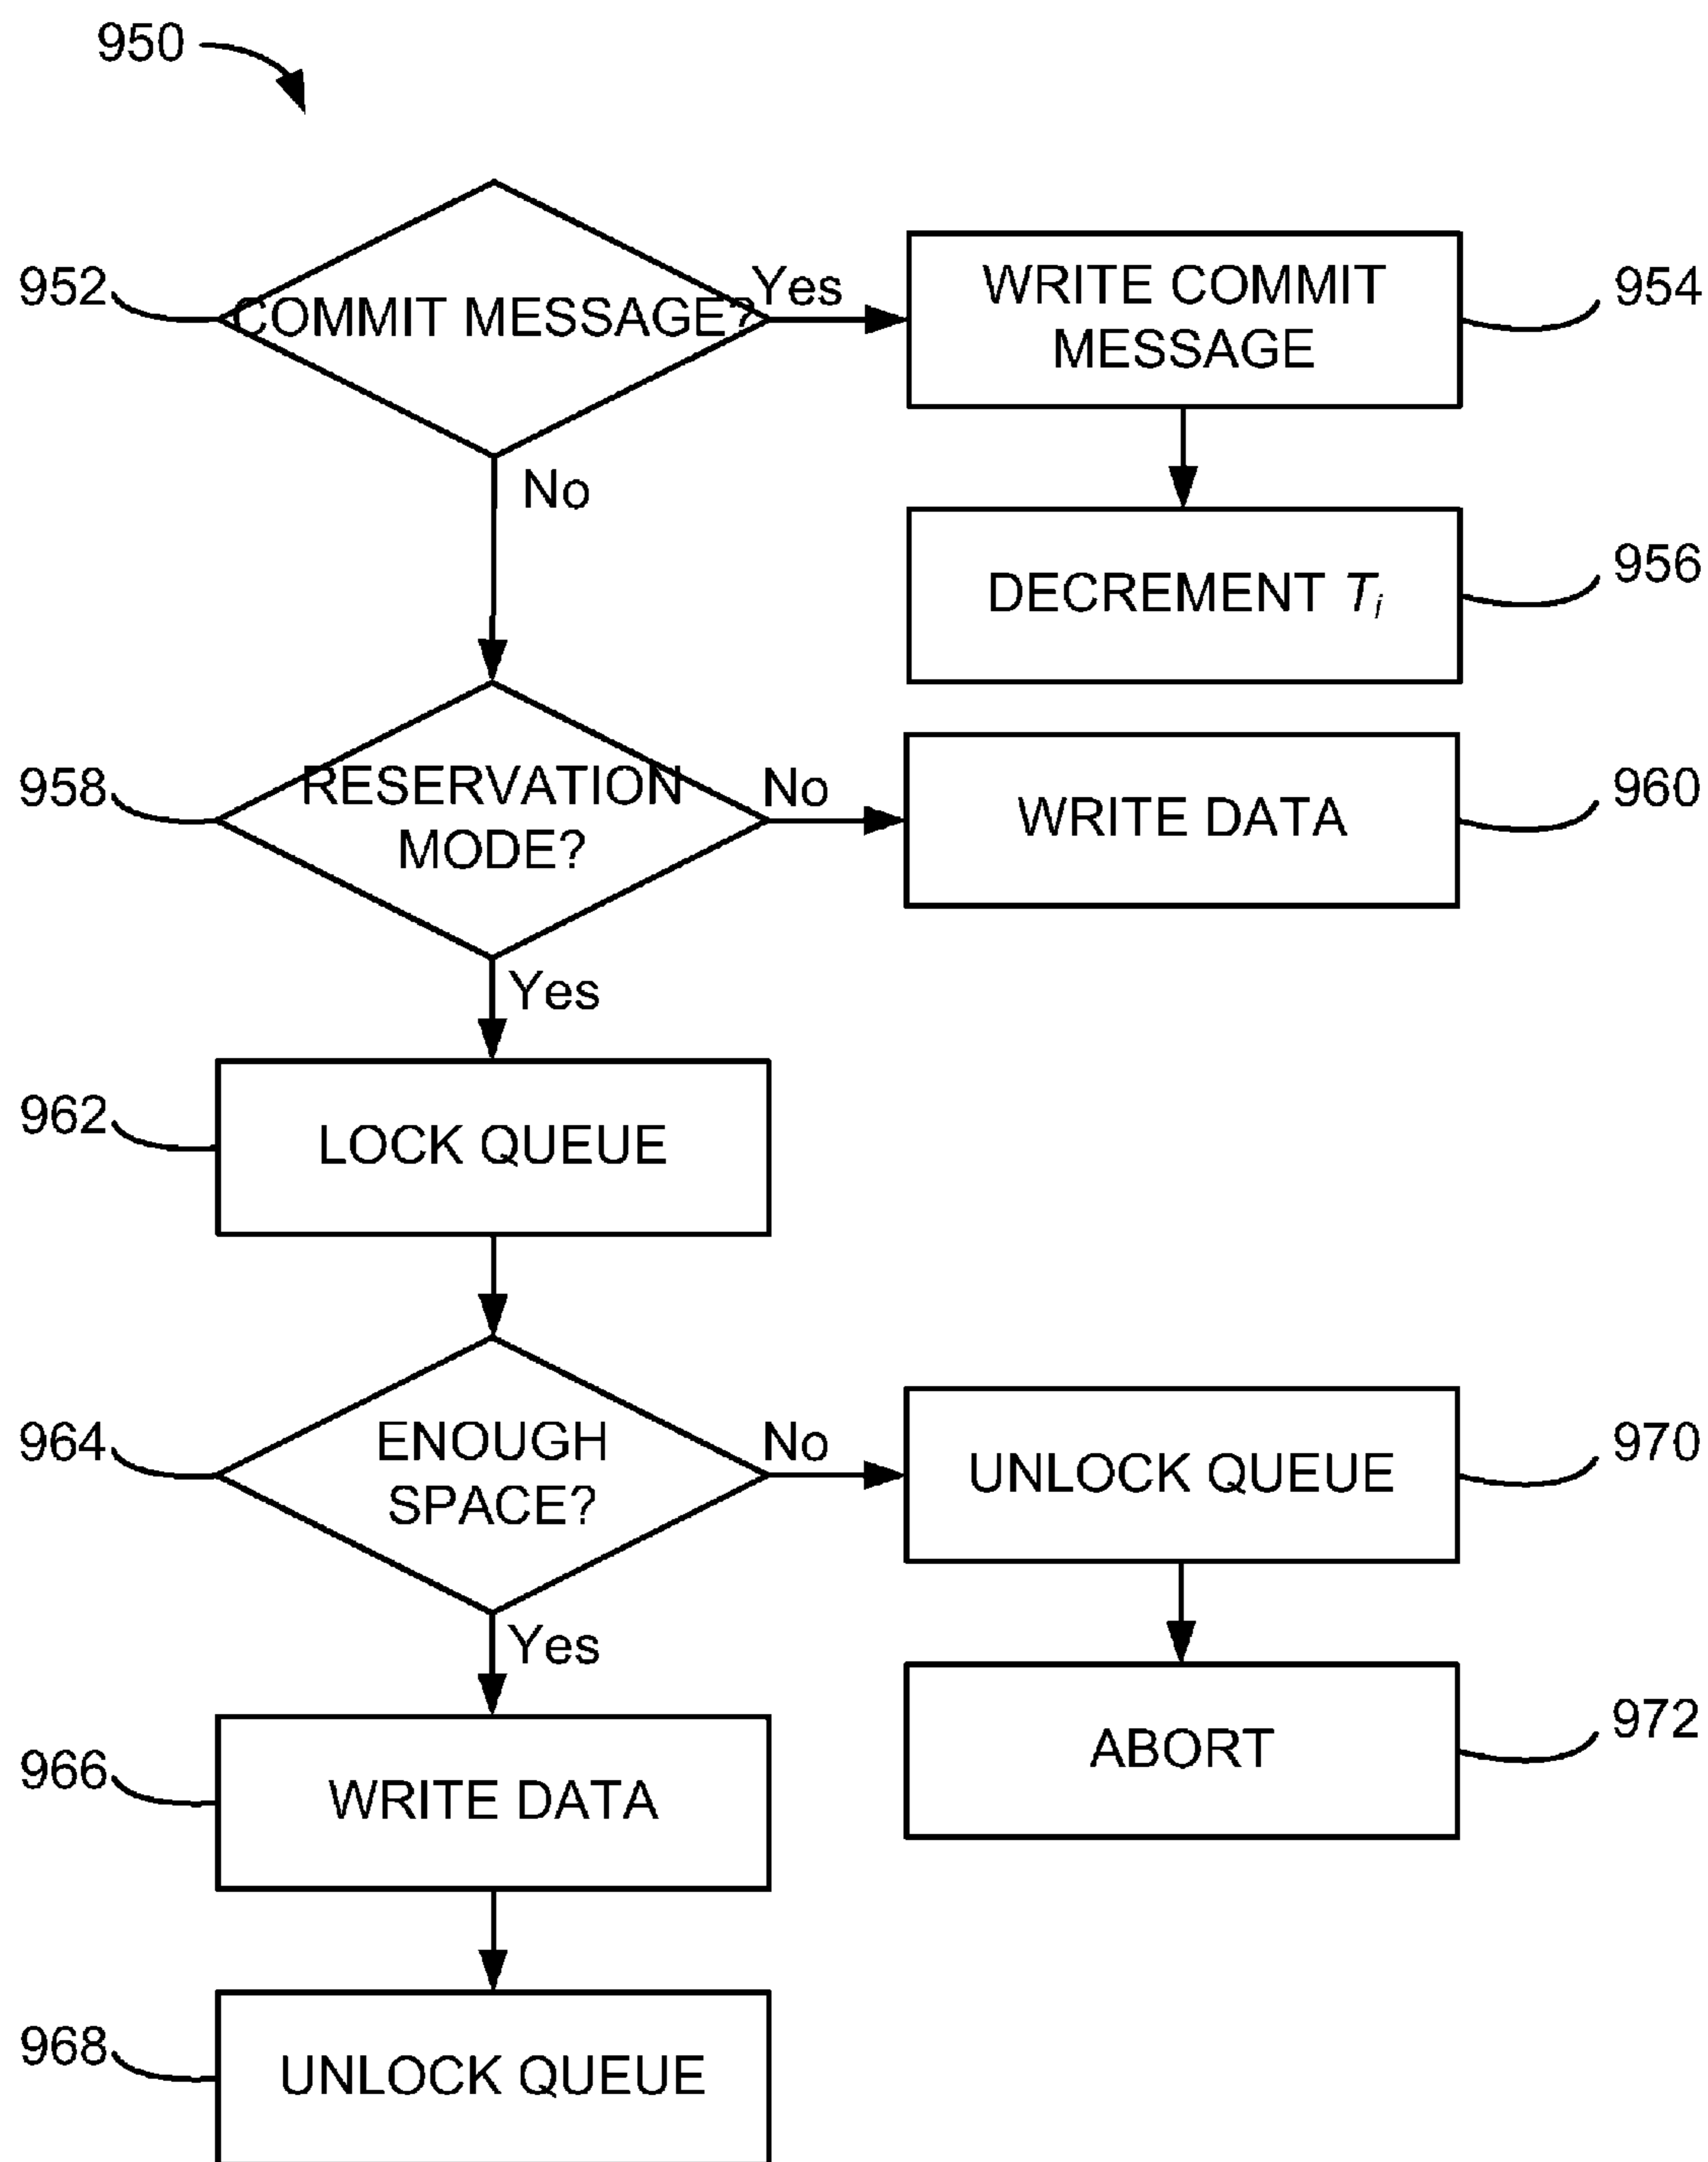 950
952
COMMIT MESSAGE?
Yes
WRITE COMMIT
MESSAGE
954
No
DECREMENT Ti
956
958
RESERVATION
MODE?
No
WRITE DATA
960
Yes
962
LOCK QUEUE
964
ENOUGH
SPACE?
No
UNLOCK QUEUE
970
Yes
ABORT
972
966
WRITE DATA
968
UNLOCK QUEUE